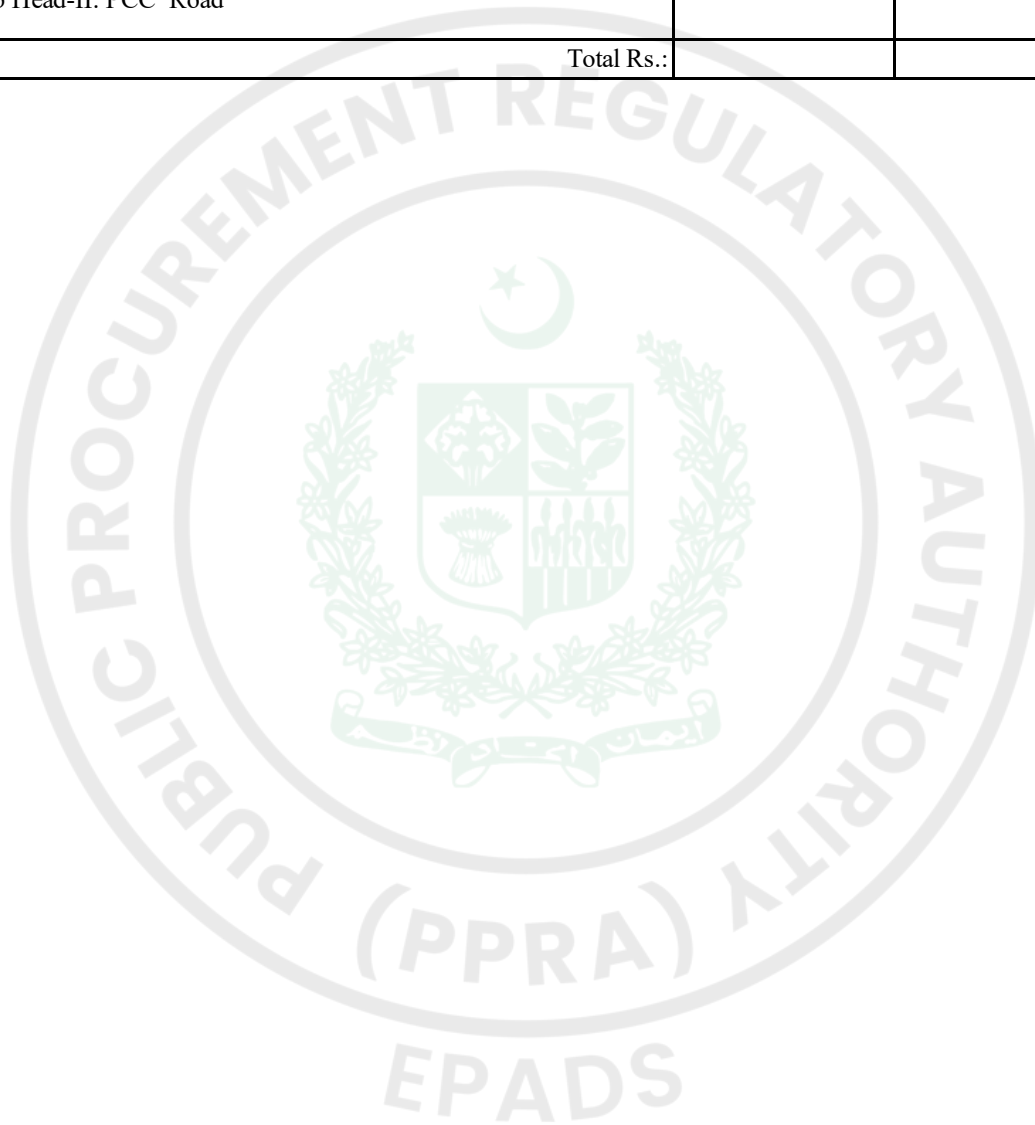 Head-II: PCC Road
Total Rs.:
PUBLIC PROCUREMENT REGULATORY AUTHORITY
(PPRA)
EPADS